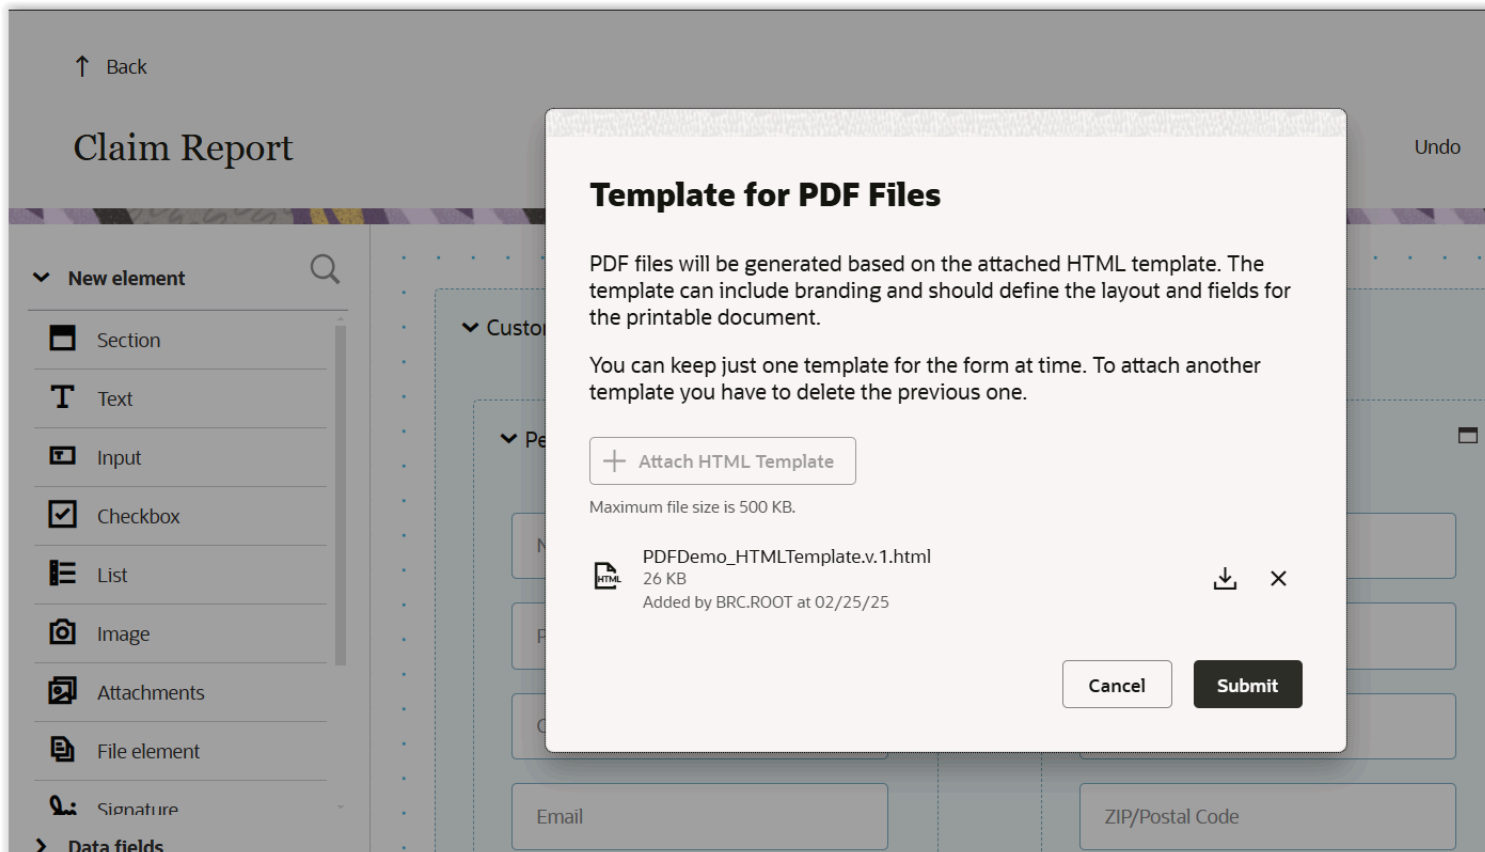 Back
Claim Report
Undo
New element
Section
Text
Input
Checkbox
List
Image
Attachments
File element
Signature
Data fields
Email
ZIP/Postal Code
Template for PDF Files
PDF files will be generated based on the attached HTML template. The
template can include branding and should define the layout and fields for
the printable document.
You can keep just one template for the form at time. To attach another
template you have to delete the previous one.
Attach HTML Template
Maximum file size is 500 KB.
HTML
PDFDemo_HTMLTemplate.v.1.html
26 KB
Added by BRC.ROOT at 02/25/25
Cancel
Submit